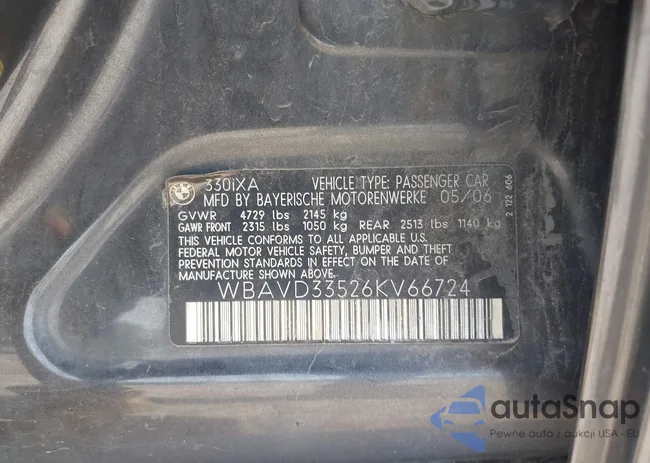 330iXA VEHICLE TYPE: PASSENGER CAR
MFD BY BAYERISCHE MOTORENWERKE 05/06
GVWR 4729 lbs 2145 kg
GAWR FRONT 2315 lbs 1050 kg REAR 2513 lbs 1140 kg
THIS VEHICLE CONFORMS TO ALL APPLICABLE U.S.
FEDERAL MOTOR VEHICLE SAFETY, BUMPER AND THEFT
PREVENTION STANDARDS IN EFFECT ON THE DATE OF
MANUFACTURE SHOWN ABOVE.
WBAVD33526KV66724
2 122 606
autoSnap
Pewne auta z aukcji USA - EU